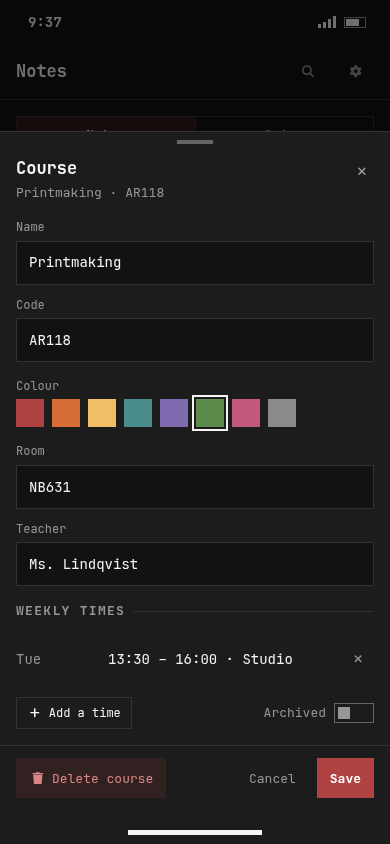 9:37
Notes
Course
×
Printmaking · AR118
Name
Printmaking
Code
AR118
Colour
Room
NB631
Teacher
Ms. Lindqvist
WEEKLY TIMES
Tue 13:30 – 16:00 · Studio ×
+ Add a time Archived
Delete course Cancel Save